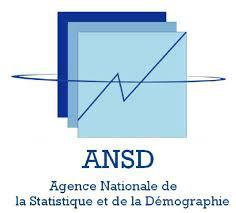 ANSD
Agence Nationale de
la Statistique et de la Démographie